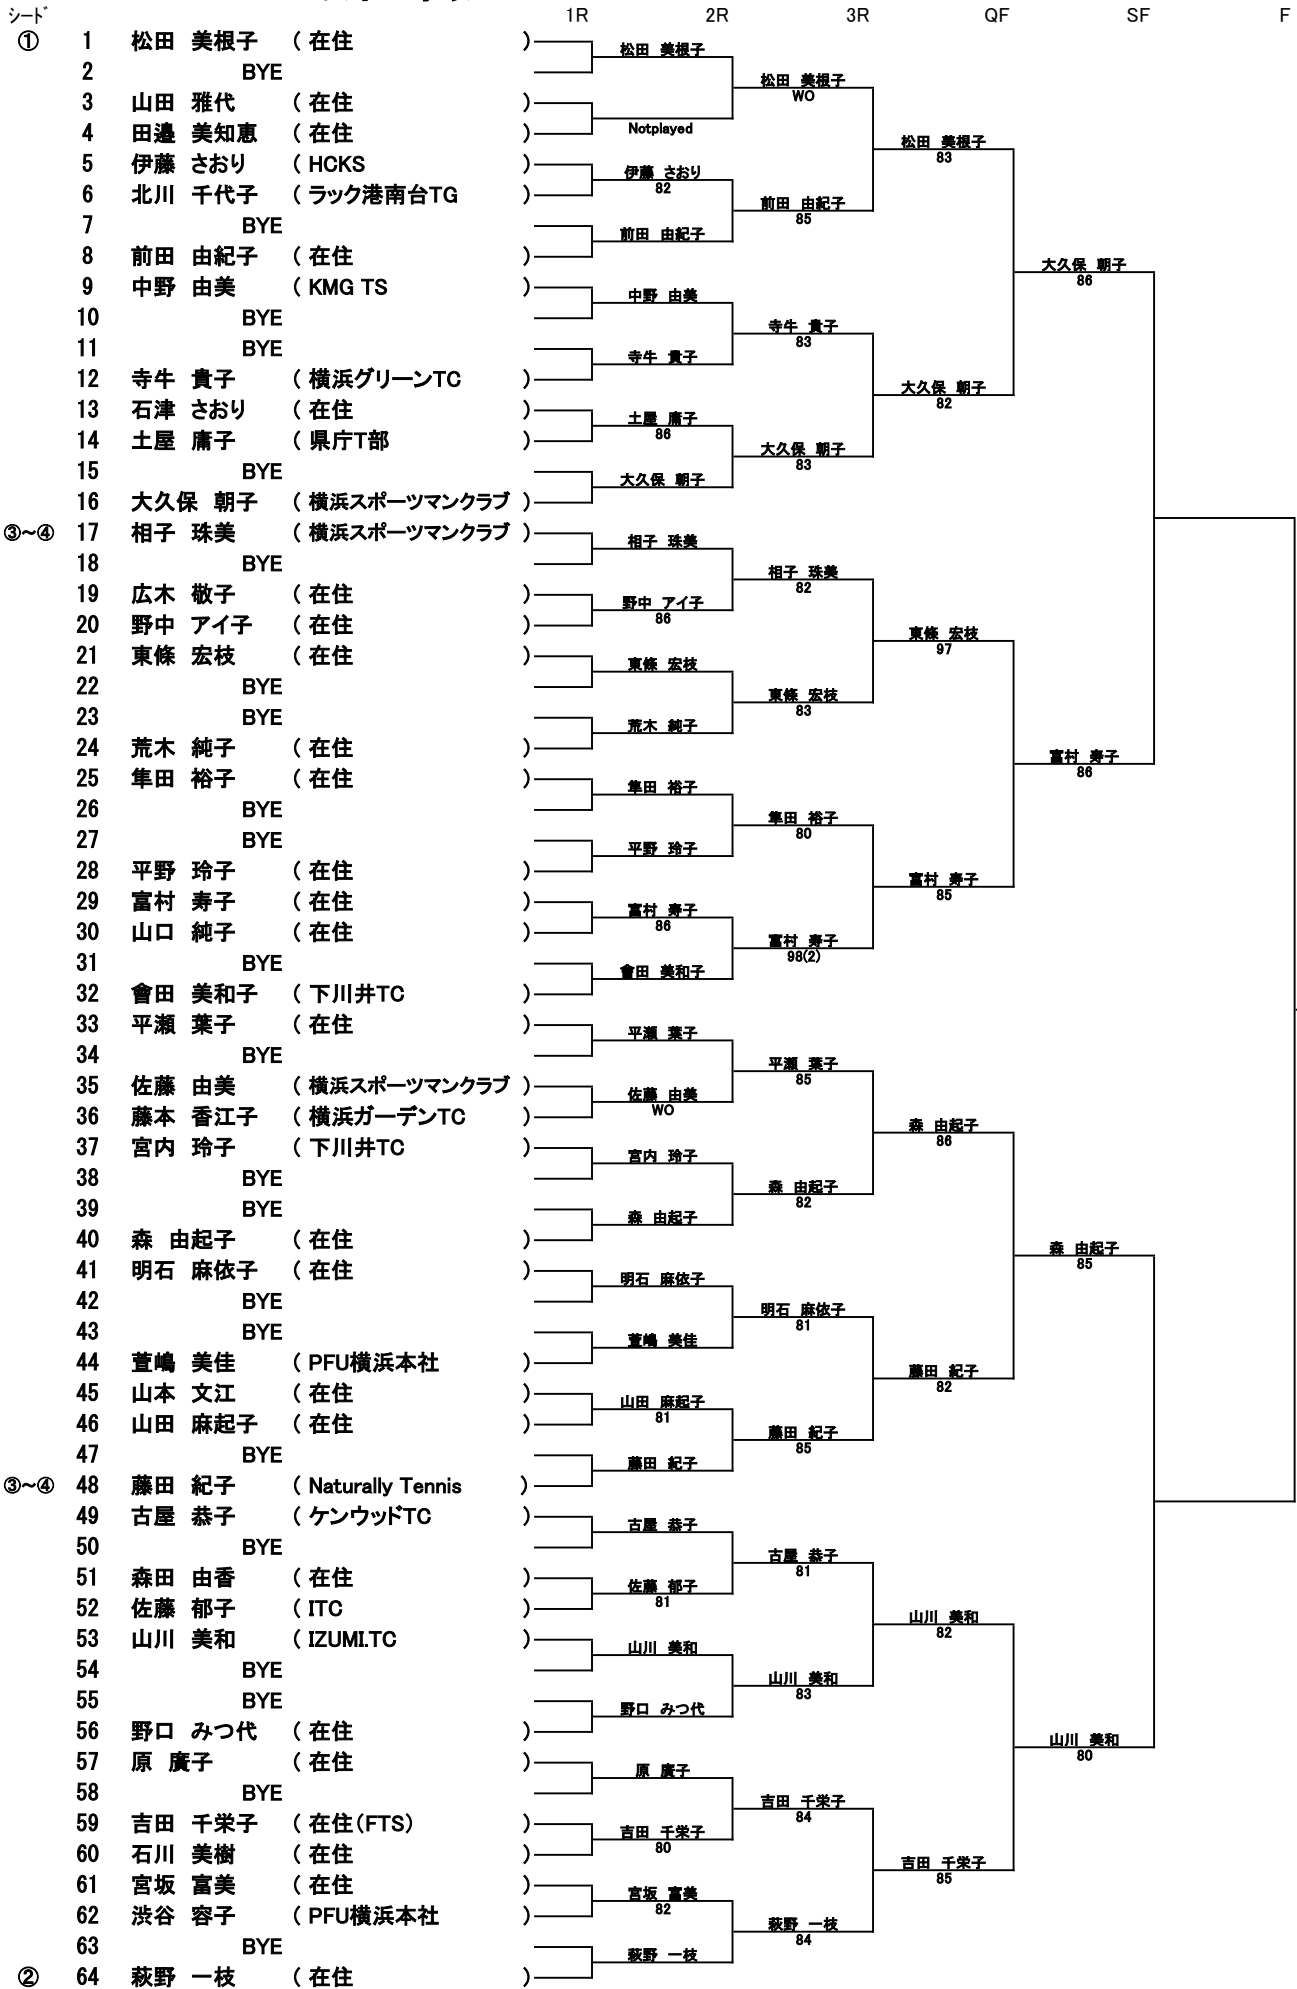 シード 1R 2R 3R QF SF F
① 1 松田 美根子 ( 在住 )
松田 美根子
2 BYE
松田 美根子
WO
3 山田 雅代 ( 在住 )
Notplayed
4 田邉 美知恵 ( 在住 )
松田 美根子
83
5 伊藤 さおり ( HCKS )
伊藤 さおり
82
6 北川 千代子 ( ラック港南台TG )
前田 由紀子
85
7 BYE
前田 由紀子
8 前田 由紀子 ( 在住 )
大久保 朝子
86
9 中野 由美 ( KMG TS )
中野 由美
10 BYE
寺牛 貴子
83
11 BYE
寺牛 貴子
12 寺牛 貴子 ( 横浜グリーンTC )
大久保 朝子
82
13 石津 さおり ( 在住 )
土屋 庸子
86
14 土屋 庸子 ( 県庁T部 )
大久保 朝子
83
15 BYE
大久保 朝子
16 大久保 朝子 ( 横浜スポーツマンクラブ )
③~④ 17 相子 珠美 ( 横浜スポーツマンクラブ )
相子 珠美
18 BYE
相子 珠美
82
19 広木 敬子 ( 在住 )
野中 アイ子
86
20 野中 アイ子 ( 在住 )
東條 宏枝
97
21 東條 宏枝 ( 在住 )
東條 宏枝
22 BYE
東條 宏枝
83
23 BYE
荒木 純子
24 荒木 純子 ( 在住 )
富村 寿子
86
25 隼田 裕子 ( 在住 )
隼田 裕子
26 BYE
隼田 裕子
80
27 BYE
平野 玲子
28 平野 玲子 ( 在住 )
富村 寿子
85
29 富村 寿子 ( 在住 )
富村 寿子
86
30 山口 純子 ( 在住 )
富村 寿子
98(2)
31 BYE
會田 美和子
32 會田 美和子 ( 下川井TC )
33 平瀬 葉子 ( 在住 )
平瀬 葉子
34 BYE
平瀬 葉子
85
35 佐藤 由美 ( 横浜スポーツマンクラブ )
佐藤 由美
WO
36 藤本 香江子 ( 横浜ガーデンTC )
森 由起子
86
37 宮内 玲子 ( 下川井TC )
宮内 玲子
38 BYE
森 由起子
82
39 BYE
森 由起子
40 森 由起子 ( 在住 )
森 由起子
85
41 明石 麻依子 ( 在住 )
明石 麻依子
42 BYE
明石 麻依子
81
43 BYE
萱嶋 美佳
44 萱嶋 美佳 ( PFU横浜本社 )
藤田 紀子
82
45 山本 文江 ( 在住 )
山田 麻起子
81
46 山田 麻起子 ( 在住 )
藤田 紀子
85
47 BYE
藤田 紀子
③~④ 48 藤田 紀子 ( Naturally Tennis )
49 古屋 恭子 ( ケンウッドTC )
古屋 恭子
50 BYE
古屋 恭子
81
51 森田 由香 ( 在住 )
佐藤 郁子
81
52 佐藤 郁子 ( ITC )
山川 美和
82
53 山川 美和 ( IZUMI.TC )
山川 美和
54 BYE
山川 美和
83
55 BYE
野口 みつ代
56 野口 みつ代 ( 在住 )
山川 美和
80
57 原 廣子 ( 在住 )
原 廣子
58 BYE
吉田 千栄子
84
59 吉田 千栄子 ( 在住(FTS) )
吉田 千栄子
80
60 石川 美樹 ( 在住 )
吉田 千栄子
85
61 宮坂 富美 ( 在住 )
宮坂 富美
82
62 渋谷 容子 ( PFU横浜本社 )
萩野 一枝
84
63 BYE
萩野 一枝
② 64 萩野 一枝 ( 在住 )